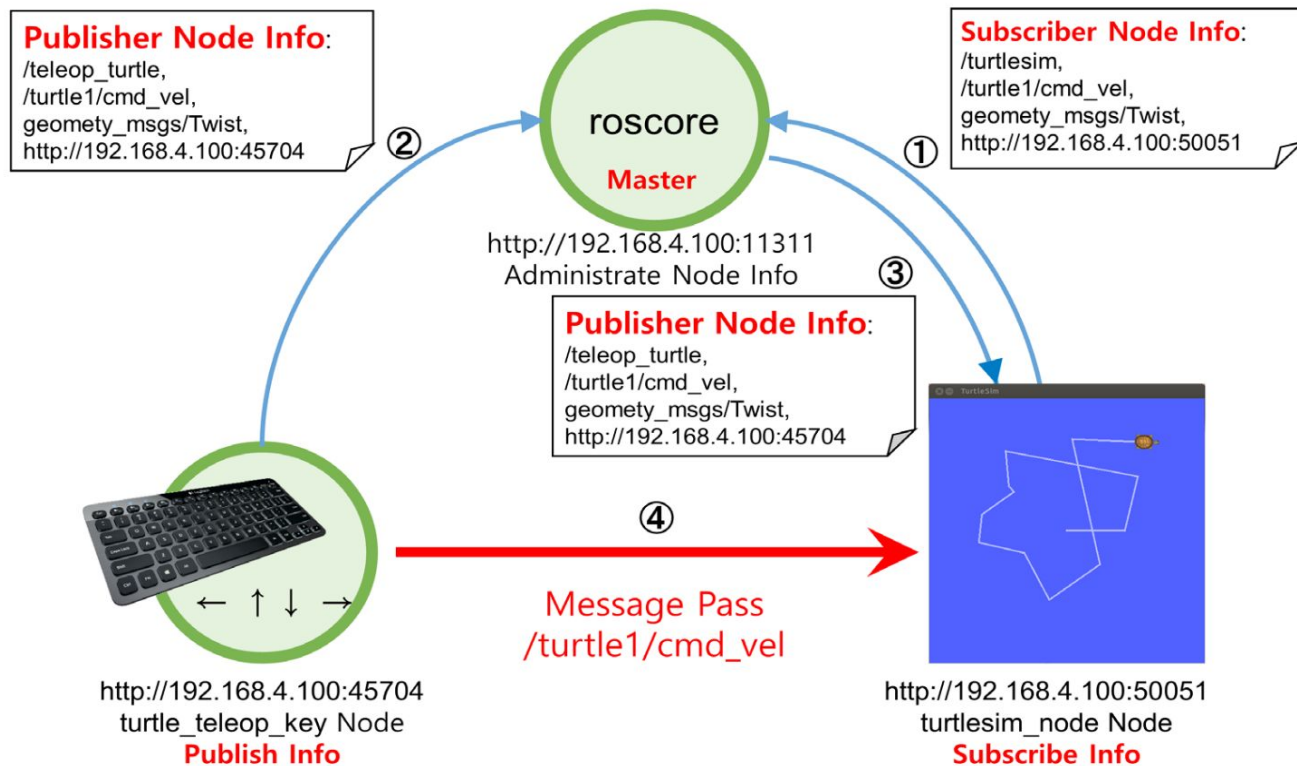 Publisher Node Info:
/teleop_turtle,
/turtle1/cmd_vel,
geomety_msgs/Twist,
http://192.168.4.100:45704
②
roscore
Master
http://192.168.4.100:11311
Administrate Node Info
Subscriber Node Info:
/turtlesim,
/turtle1/cmd_vel,
geomety_msgs/Twist,
http://192.168.4.100:50051
①
③
Publisher Node Info:
/teleop_turtle,
/turtle1/cmd_vel,
geomety_msgs/Twist,
http://192.168.4.100:45704
TurtleSim
← ↑ ↓ →
④
Message Pass
/turtle1/cmd_vel
http://192.168.4.100:45704
turtle_teleop_key Node
Publish Info
http://192.168.4.100:50051
turtlesim_node Node
Subscribe Info